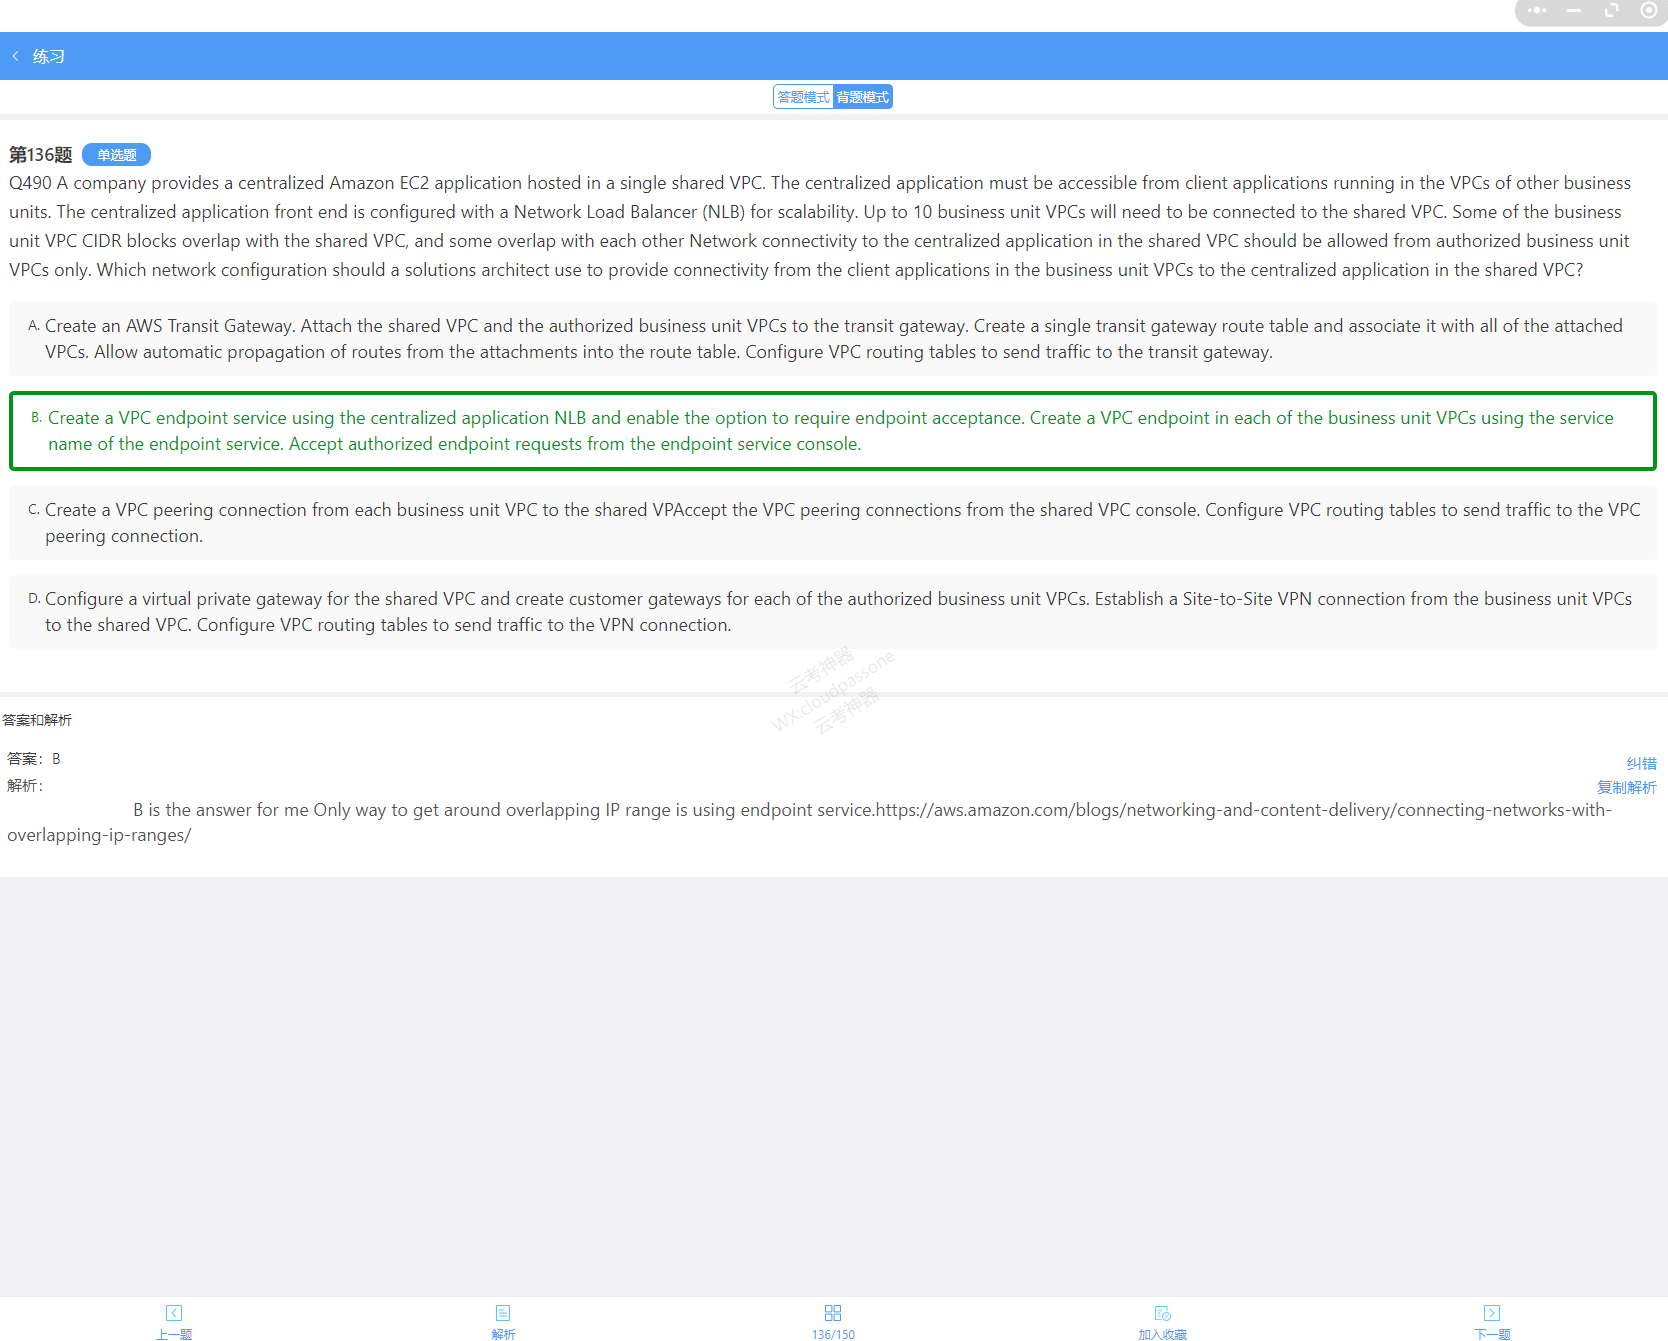 练习
答题模式 背题模式
第136题 单选题
Q490 A company provides a centralized Amazon EC2 application hosted in a single shared VPC. The centralized application must be accessible from client applications running in the VPCs of other business
units. The centralized application front end is configured with a Network Load Balancer (NLB) for scalability. Up to 10 business unit VPCs will need to be connected to the shared VPC. Some of the business
unit VPC CIDR blocks overlap with the shared VPC, and some overlap with each other Network connectivity to the centralized application in the shared VPC should be allowed from authorized business unit
VPCs only. Which network configuration should a solutions architect use to provide connectivity from the client applications in the business unit VPCs to the centralized application in the shared VPC?
A. Create an AWS Transit Gateway. Attach the shared VPC and the authorized business unit VPCs to the transit gateway. Create a single transit gateway route table and associate it with all of the attached
VPCs. Allow automatic propagation of routes from the attachments into the route table. Configure VPC routing tables to send traffic to the transit gateway.
B. Create a VPC endpoint service using the centralized application NLB and enable the option to require endpoint acceptance. Create a VPC endpoint in each of the business unit VPCs using the service
name of the endpoint service. Accept authorized endpoint requests from the endpoint service console.
C. Create a VPC peering connection from each business unit VPC to the shared VPAccept the VPC peering connections from the shared VPC console. Configure VPC routing tables to send traffic to the VPC
peering connection.
D. Configure a virtual private gateway for the shared VPC and create customer gateways for each of the authorized business unit VPCs. Establish a Site-to-Site VPN connection from the business unit VPCs
to the shared VPC. Configure VPC routing tables to send traffic to the VPN connection.
云考神器
WX:cloudpassone
云考神器
答案和解析
答案：B
纠错
解析：
复制解析
B is the answer for me Only way to get around overlapping IP range is using endpoint service.https://aws.amazon.com/blogs/networking-and-content-delivery/connecting-networks-with-
overlapping-ip-ranges/
上一题 解析 136/150 加入收藏 下一题